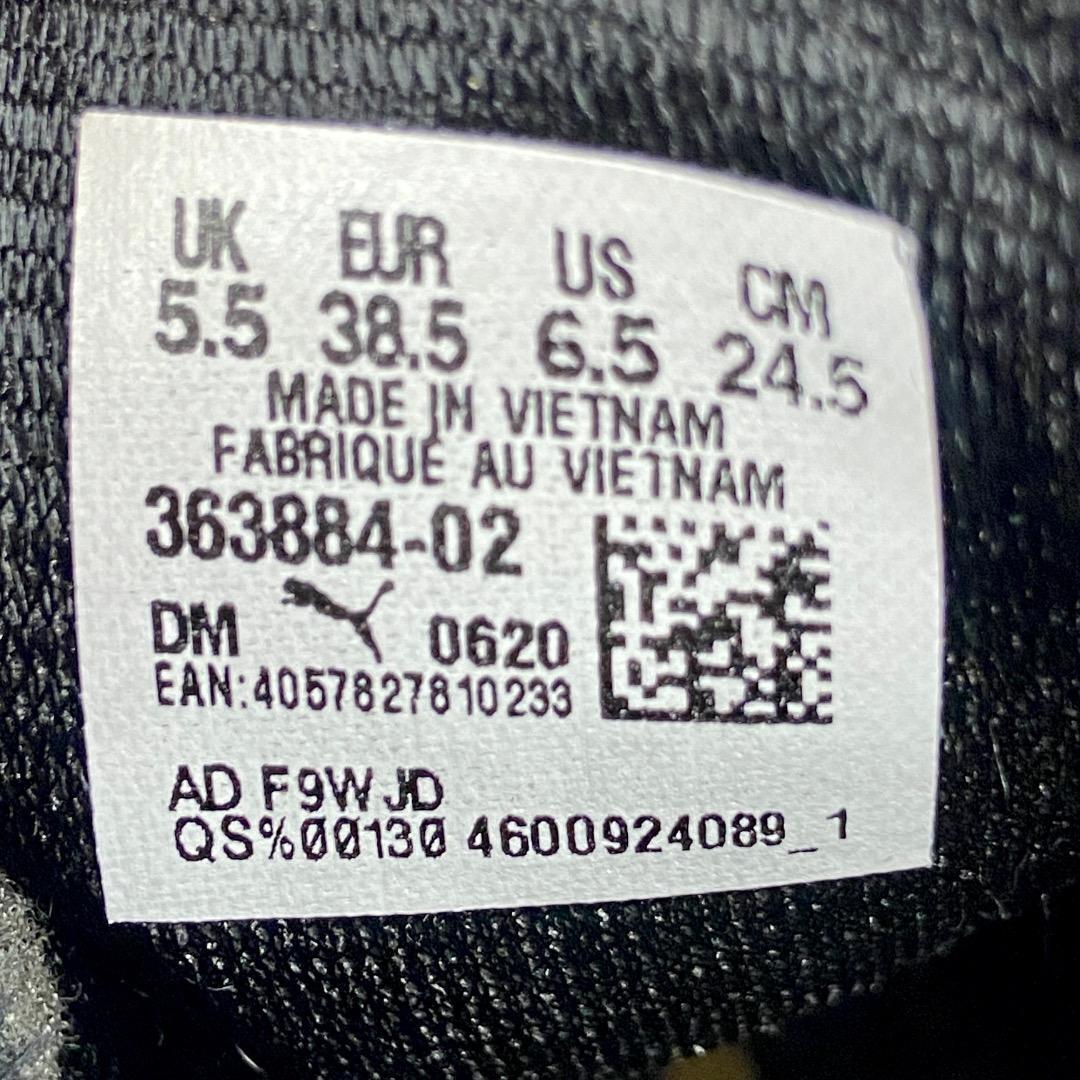 UK EUR US CM
5.5 38.5 6.5 24.5
MADE IN VIETNAM
FABRIQUE AU VIETNAM
363884-02
DM 0620
EAN:4057827810233
AD F9WJD
QS%00130 4600924089_1